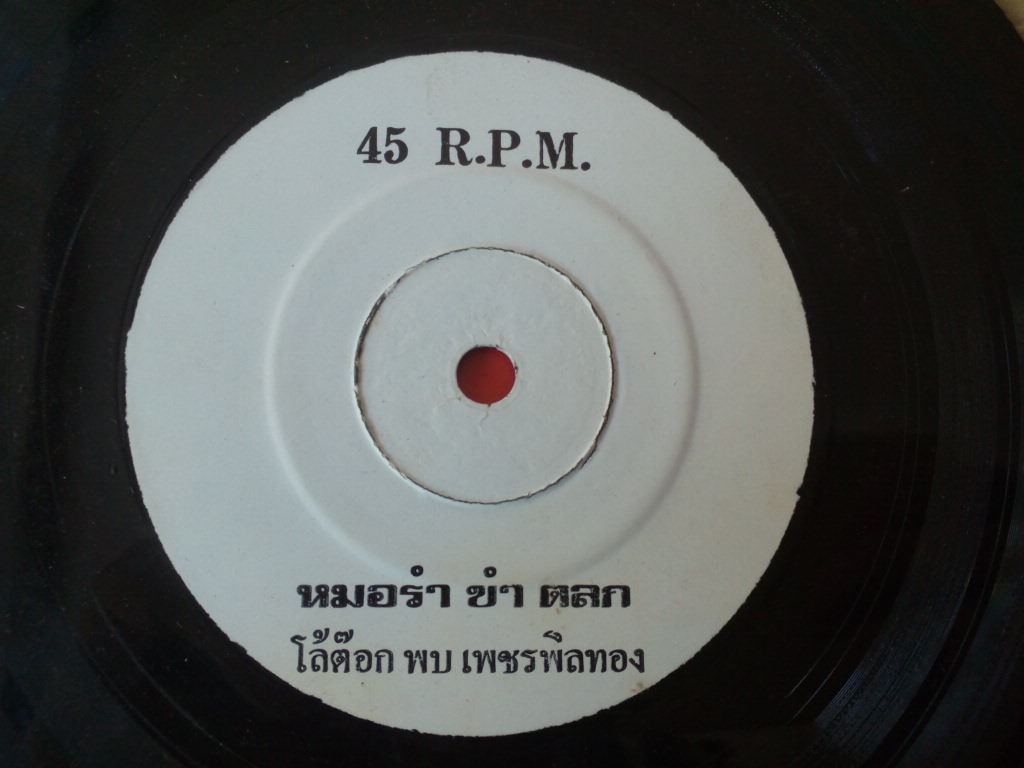 45 R.P.M.
หมอรำ ขำ ตลก
โล้ต๊อก พบ เพชรพิลทอง